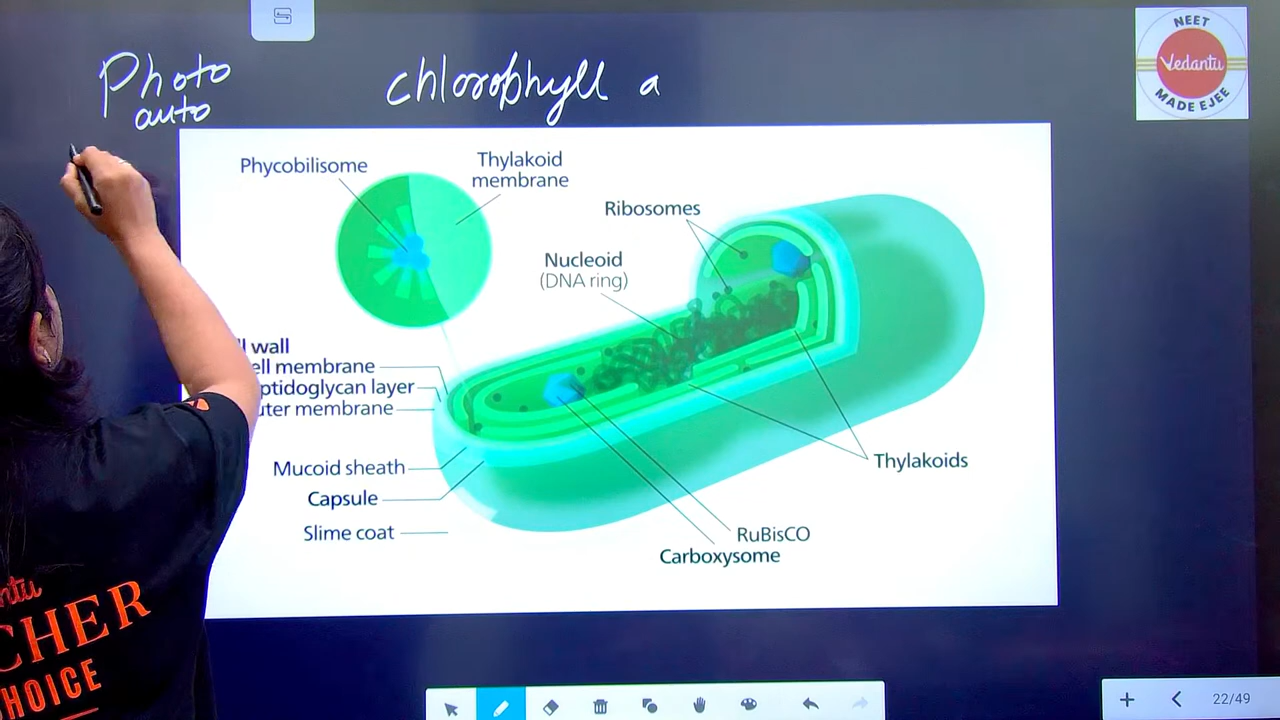 Photo
auto
chlorophyll a
NEET
Vedantu
MADE EJEE
Phycobilisome
Thylakoid
membrane
Ribosomes
Nucleoid
(DNA ring)
ll wall
ell membrane
ptidoglycan layer
uter membrane
Mucoid sheath
Capsule
Slime coat
Thylakoids
RuBisCO
Carboxysome
ntu
CHER
HOICE
22/49